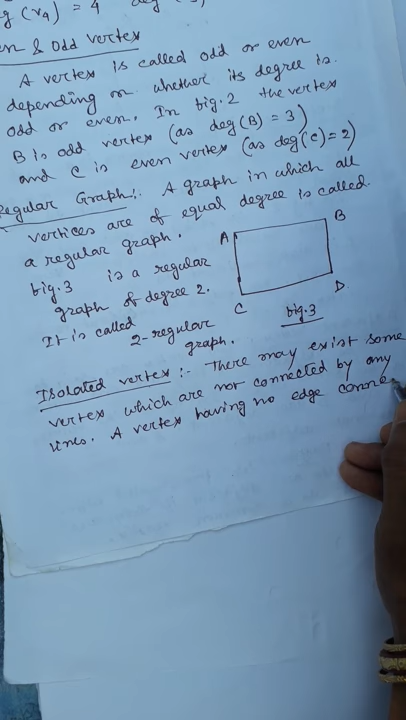 g(v4) = 4 deg
en & odd vertex
A vertex is called odd or even
depending on whether its degree is
odd or even. In fig.2 the vertex
B is odd vertex (as deg(B) = 3)
and C is even vertex (as deg(C) = 2)
Regular Graph:. A graph in which all
vertices are of equal degree is called
a regular graph.
A B
fig.3 is a regular
graph of degree 2.
C D
It is called
2-regular
graph.
fig.3
Isolated vertex :- There may exist some
vertex which are not connected by any
lines. A vertex having no edge conne